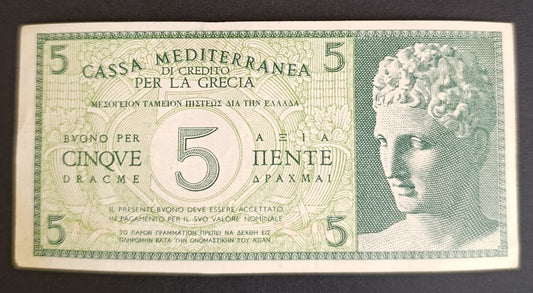 5 5
CASSA MEDITERRANEA
DI CREDITO
PER LA GRECIA
ΜΕΣΟΓΕΙΟΝ ΤΑΜΕΙΟΝ ΠΙΣΤΕΩΣ ΔΙΑ ΤΗΝ ΕΛΛΑΔΑ
BVONO PER 5 ΑΞΙΑ
CINQVE ΠΕΝΤΕ
DRACME ΔΡΑΧΜΑΙ
IL PRESENTE BVONO DEVE ESSERE ACCETTATO
IN PAGAMENTO PER IL SVO VALORE NOMINALE
ΤΟ ΠΑΡΟΝ ΓΡΑΜΜΑΤΙΟΝ ΠΡΕΠΕΙ ΝΑ ΔΕΧΘΗ ΕΙΣ
5 ΠΛΗΡΩΜΗΝ ΚΑΤΑ ΤΗΝ ΟΝΟΜΑΣΤΙΚΗΝ ΤΟΥ ΑΞΙΑΝ 5